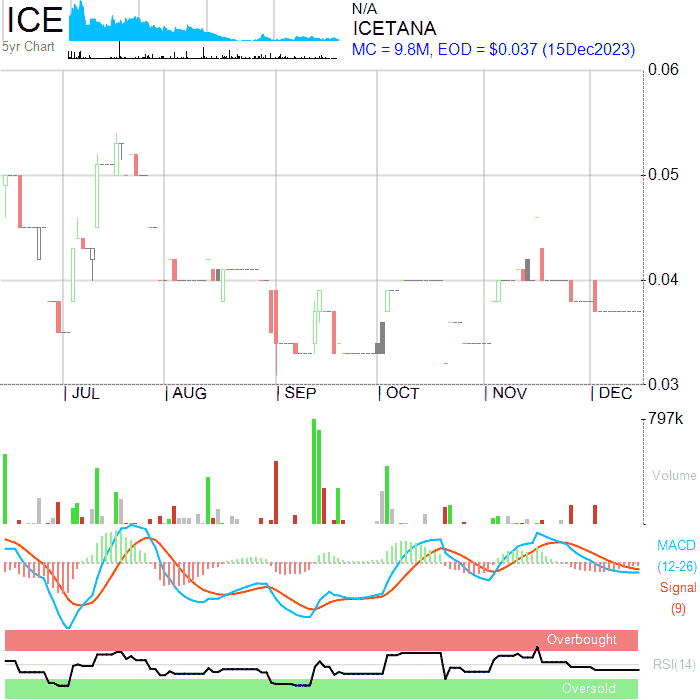 ICE
5yr Chart
N/A
ICETANA
MC = 9.8M, EOD = $0.037 (15Dec2023)
0.06
0.05
0.04
0.03
JUL AUG SEP OCT NOV DEC
797k
Volume
MACD
(12-26)
Signal
(9)
Overbought
RSI(14)
Oversold